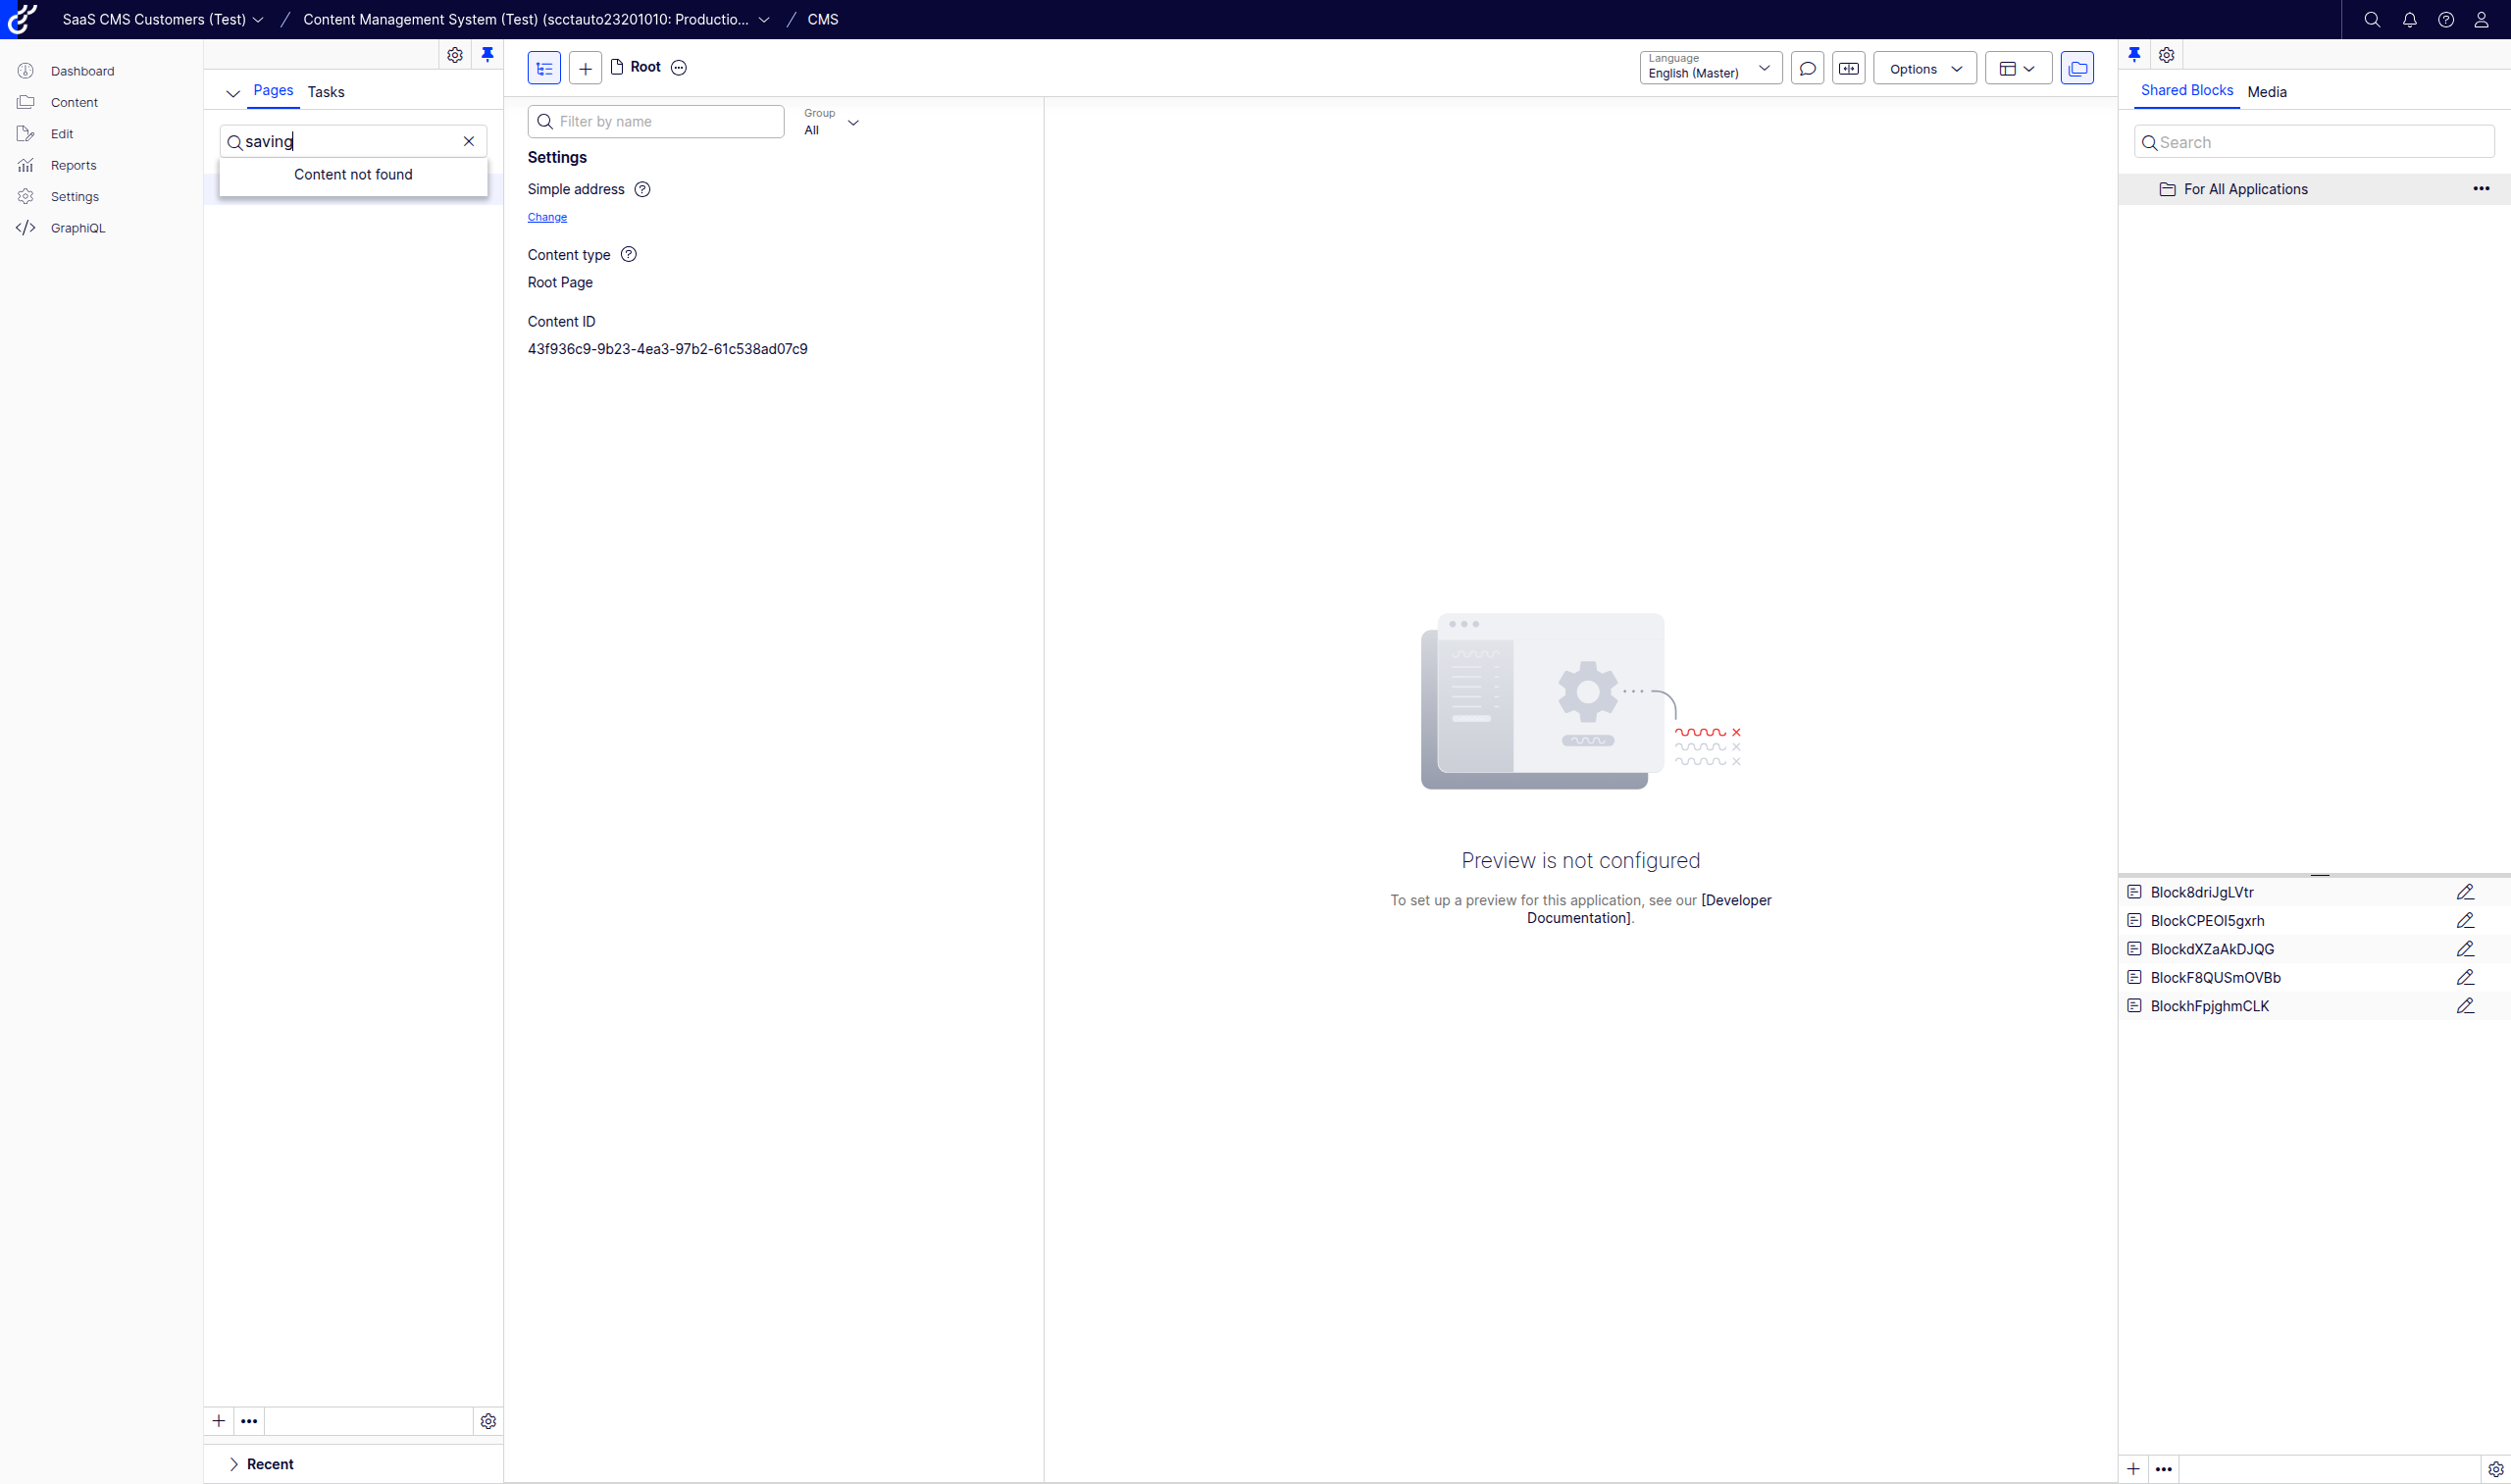 SaaS CMS Customers (Test) / Content Management System (Test) (scctauto23201010: Productio... / CMS
Dashboard
Content
Edit
Reports
Settings
GraphiQL
Pages Tasks
saving
Content not found
Recent
Root
Language
English (Master)
Options
Filter by name
Group
All
Settings
Simple address
Change
Content type
Root Page
Content ID
43f936c9-9b23-4ea3-97b2-61c538ad07c9
Preview is not configured
To set up a preview for this application, see our [Developer
Documentation].
Shared Blocks Media
Search
For All Applications
Block8driJgLVtr
BlockCPEOI5gxrh
BlockdXZaAkDJQG
BlockF8QUSmOVBb
BlockhFpjghmCLK